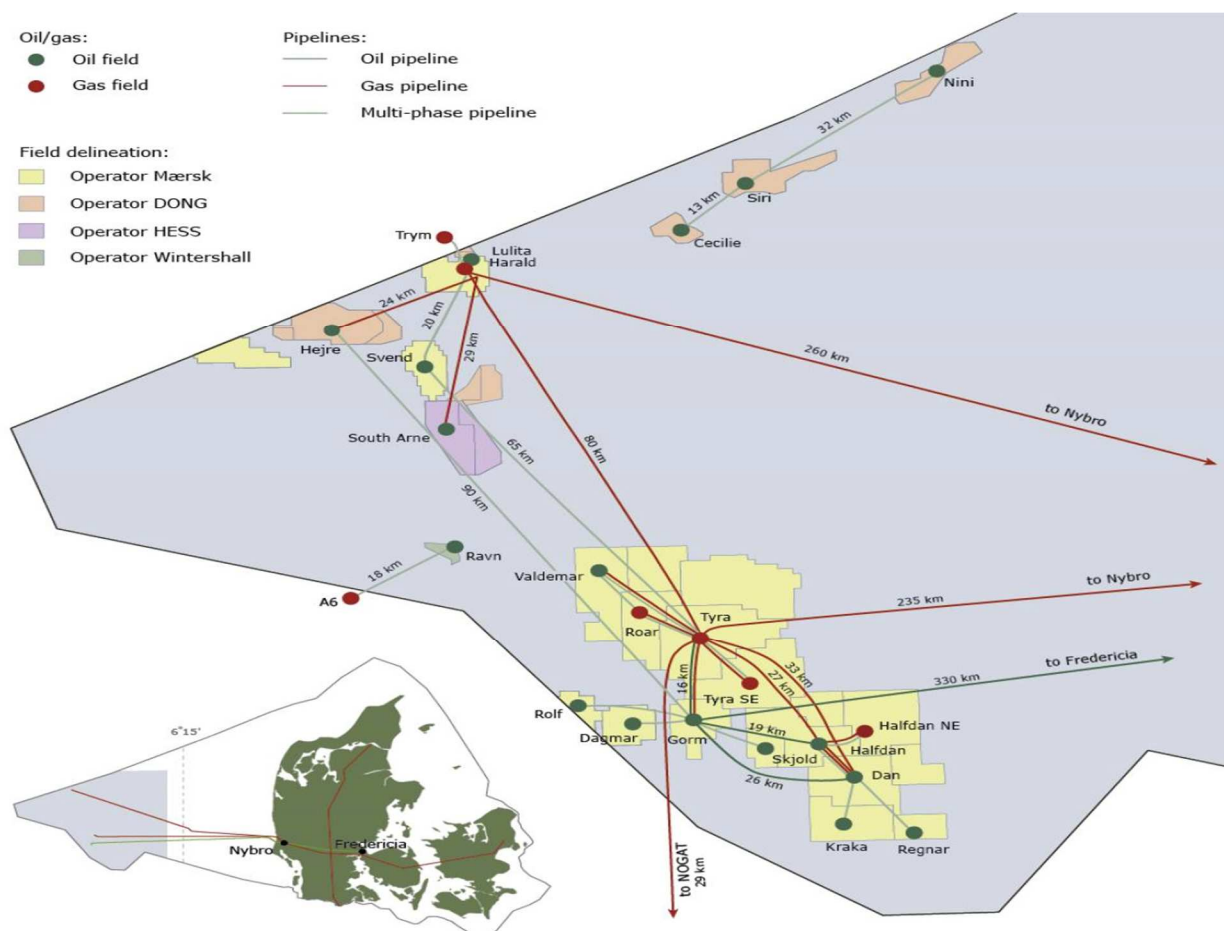 Oil/gas:
Oil field
Gas field
Pipelines:
Oil pipeline
Gas pipeline
Multi-phase pipeline
Field delineation:
Operator Mærsk
Operator DONG
Operator HESS
Operator Wintershall
Nini
32 km
Siri
13 km
Cecilie
Trym
Lulita
Harald
24 km
20 km
29 km
Hejre
Svend
260 km
to Nybro
South Arne
65 km
80 km
90 km
Ravn
18 km
A6
Valdemar
Roar
Tyra
235 km
to Nybro
to Fredericia
330 km
33 km
27 km
16 km
Tyra SE
Rolf
Dagmar
Gorm
19 km
Skjold
Halfdan NE
Halfdan
Dan
26 km
Kraka
Regnar
to NOGAT
29 km
6°15'
Nybro
Fredericia